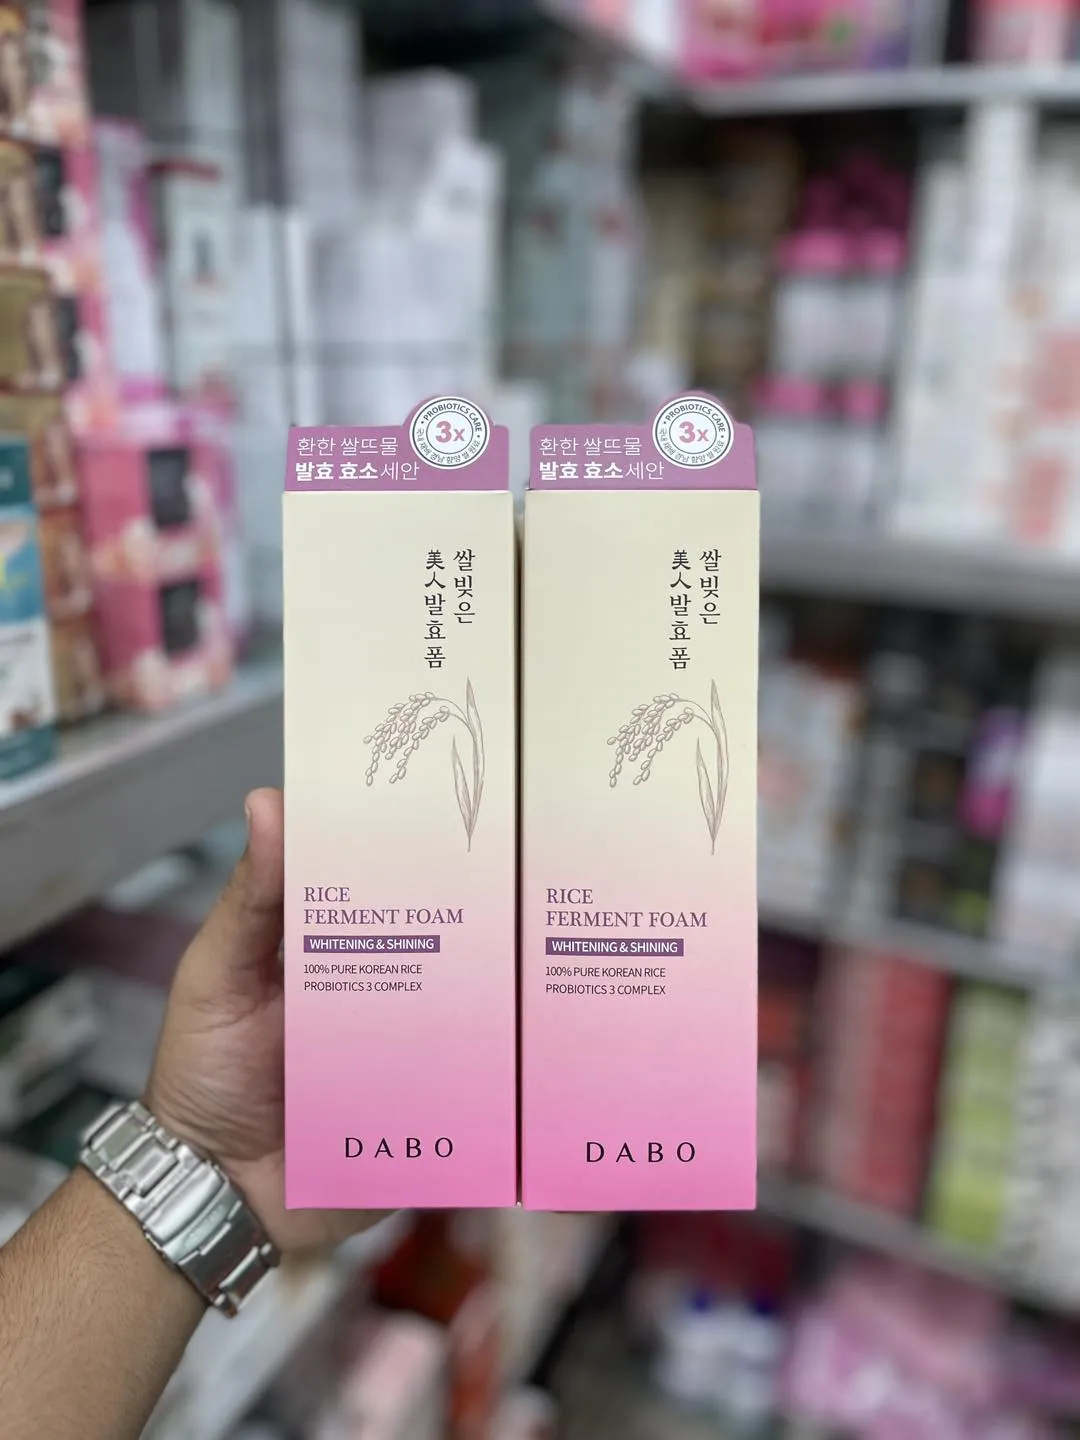 환한 쌀뜨물
발효 효소세안
PROBIOTICS CARE
3x
쌀빚은
美人발효폼
RICE
FERMENT FOAM
WHITENING & SHINING
100% PURE KOREAN RICE
PROBIOTICS 3 COMPLEX
DABO
환한 쌀뜨물
발효 효소세안
PROBIOTICS CARE
3x
쌀빚은
美人발효폼
RICE
FERMENT FOAM
WHITENING & SHINING
100% PURE KOREAN RICE
PROBIOTICS 3 COMPLEX
DABO